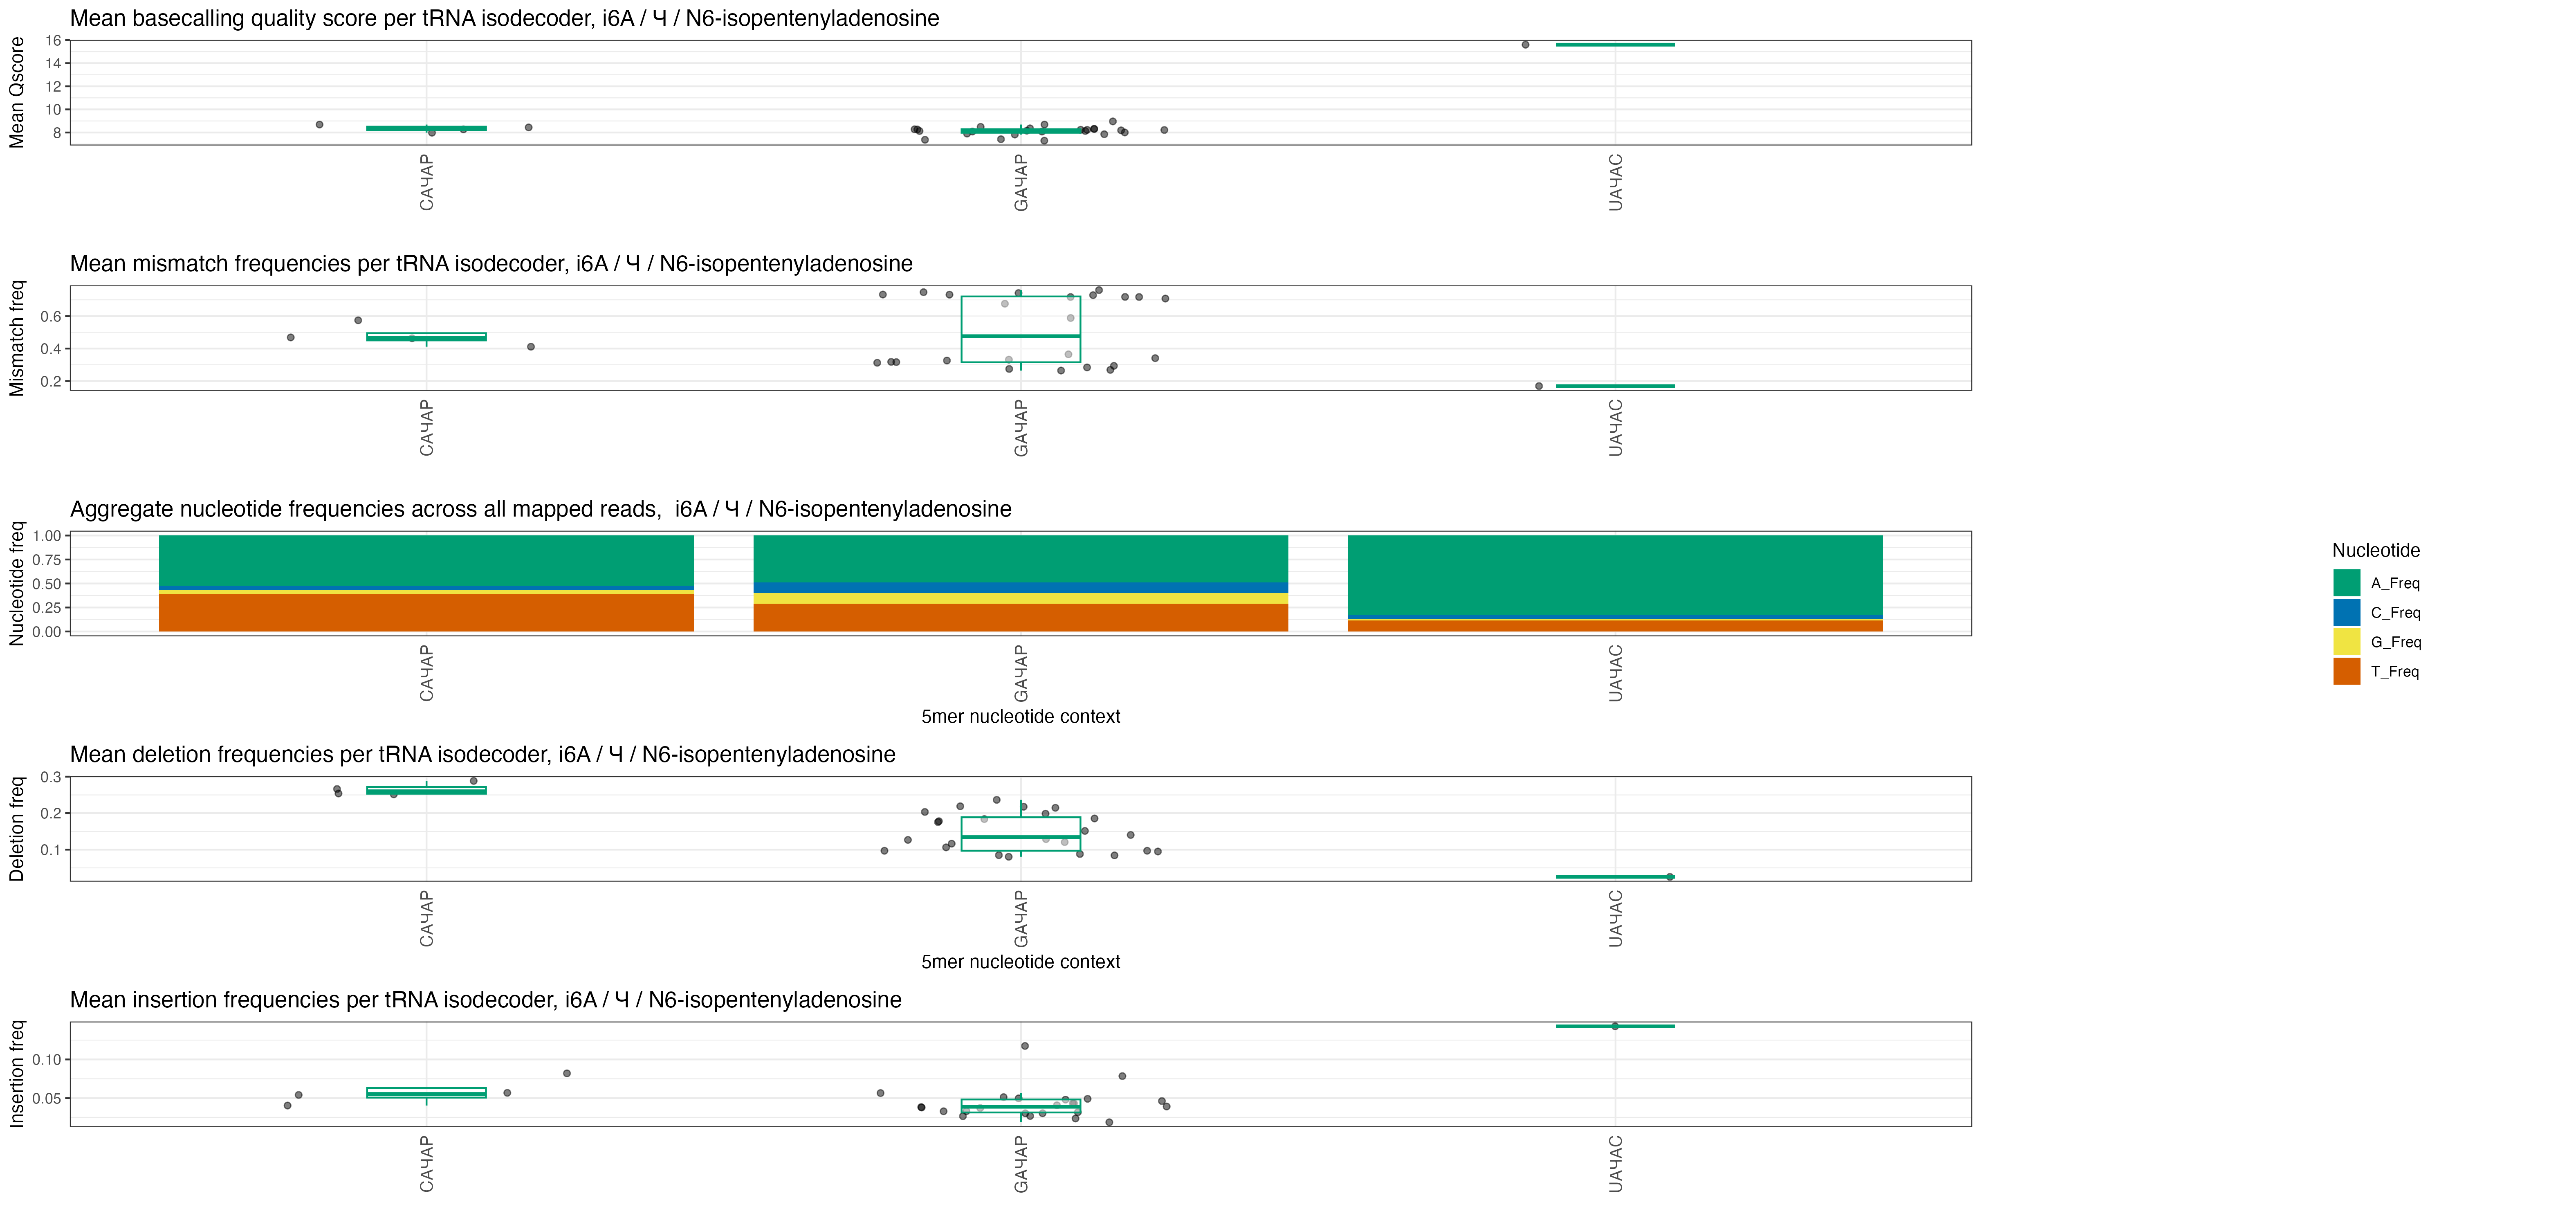 Mean basecalling quality score per tRNA isodecoder, i6A / Ч / N6-isopentenyladenosine
Mean Qscore
16
14
12
10
8
CAЧAP
GAЧAP
UAЧAC
Mean mismatch frequencies per tRNA isodecoder, i6A / Ч / N6-isopentenyladenosine
Mismatch freq
0.6
0.4
0.2
CAЧAP
GAЧAP
UAЧAC
Aggregate nucleotide frequencies across all mapped reads,  i6A / Ч / N6-isopentenyladenosine
Nucleotide freq
1.00
0.75
0.50
0.25
0.00
CAЧAP
GAЧAP
UAЧAC
5mer nucleotide context
Nucleotide
A_Freq
C_Freq
G_Freq
T_Freq
Mean deletion frequencies per tRNA isodecoder, i6A / Ч / N6-isopentenyladenosine
Deletion freq
0.3
0.2
0.1
CAЧAP
GAЧAP
UAЧAC
5mer nucleotide context
Mean insertion frequencies per tRNA isodecoder, i6A / Ч / N6-isopentenyladenosine
Insertion freq
0.10
0.05
CAЧAP
GAЧAP
UAЧAC